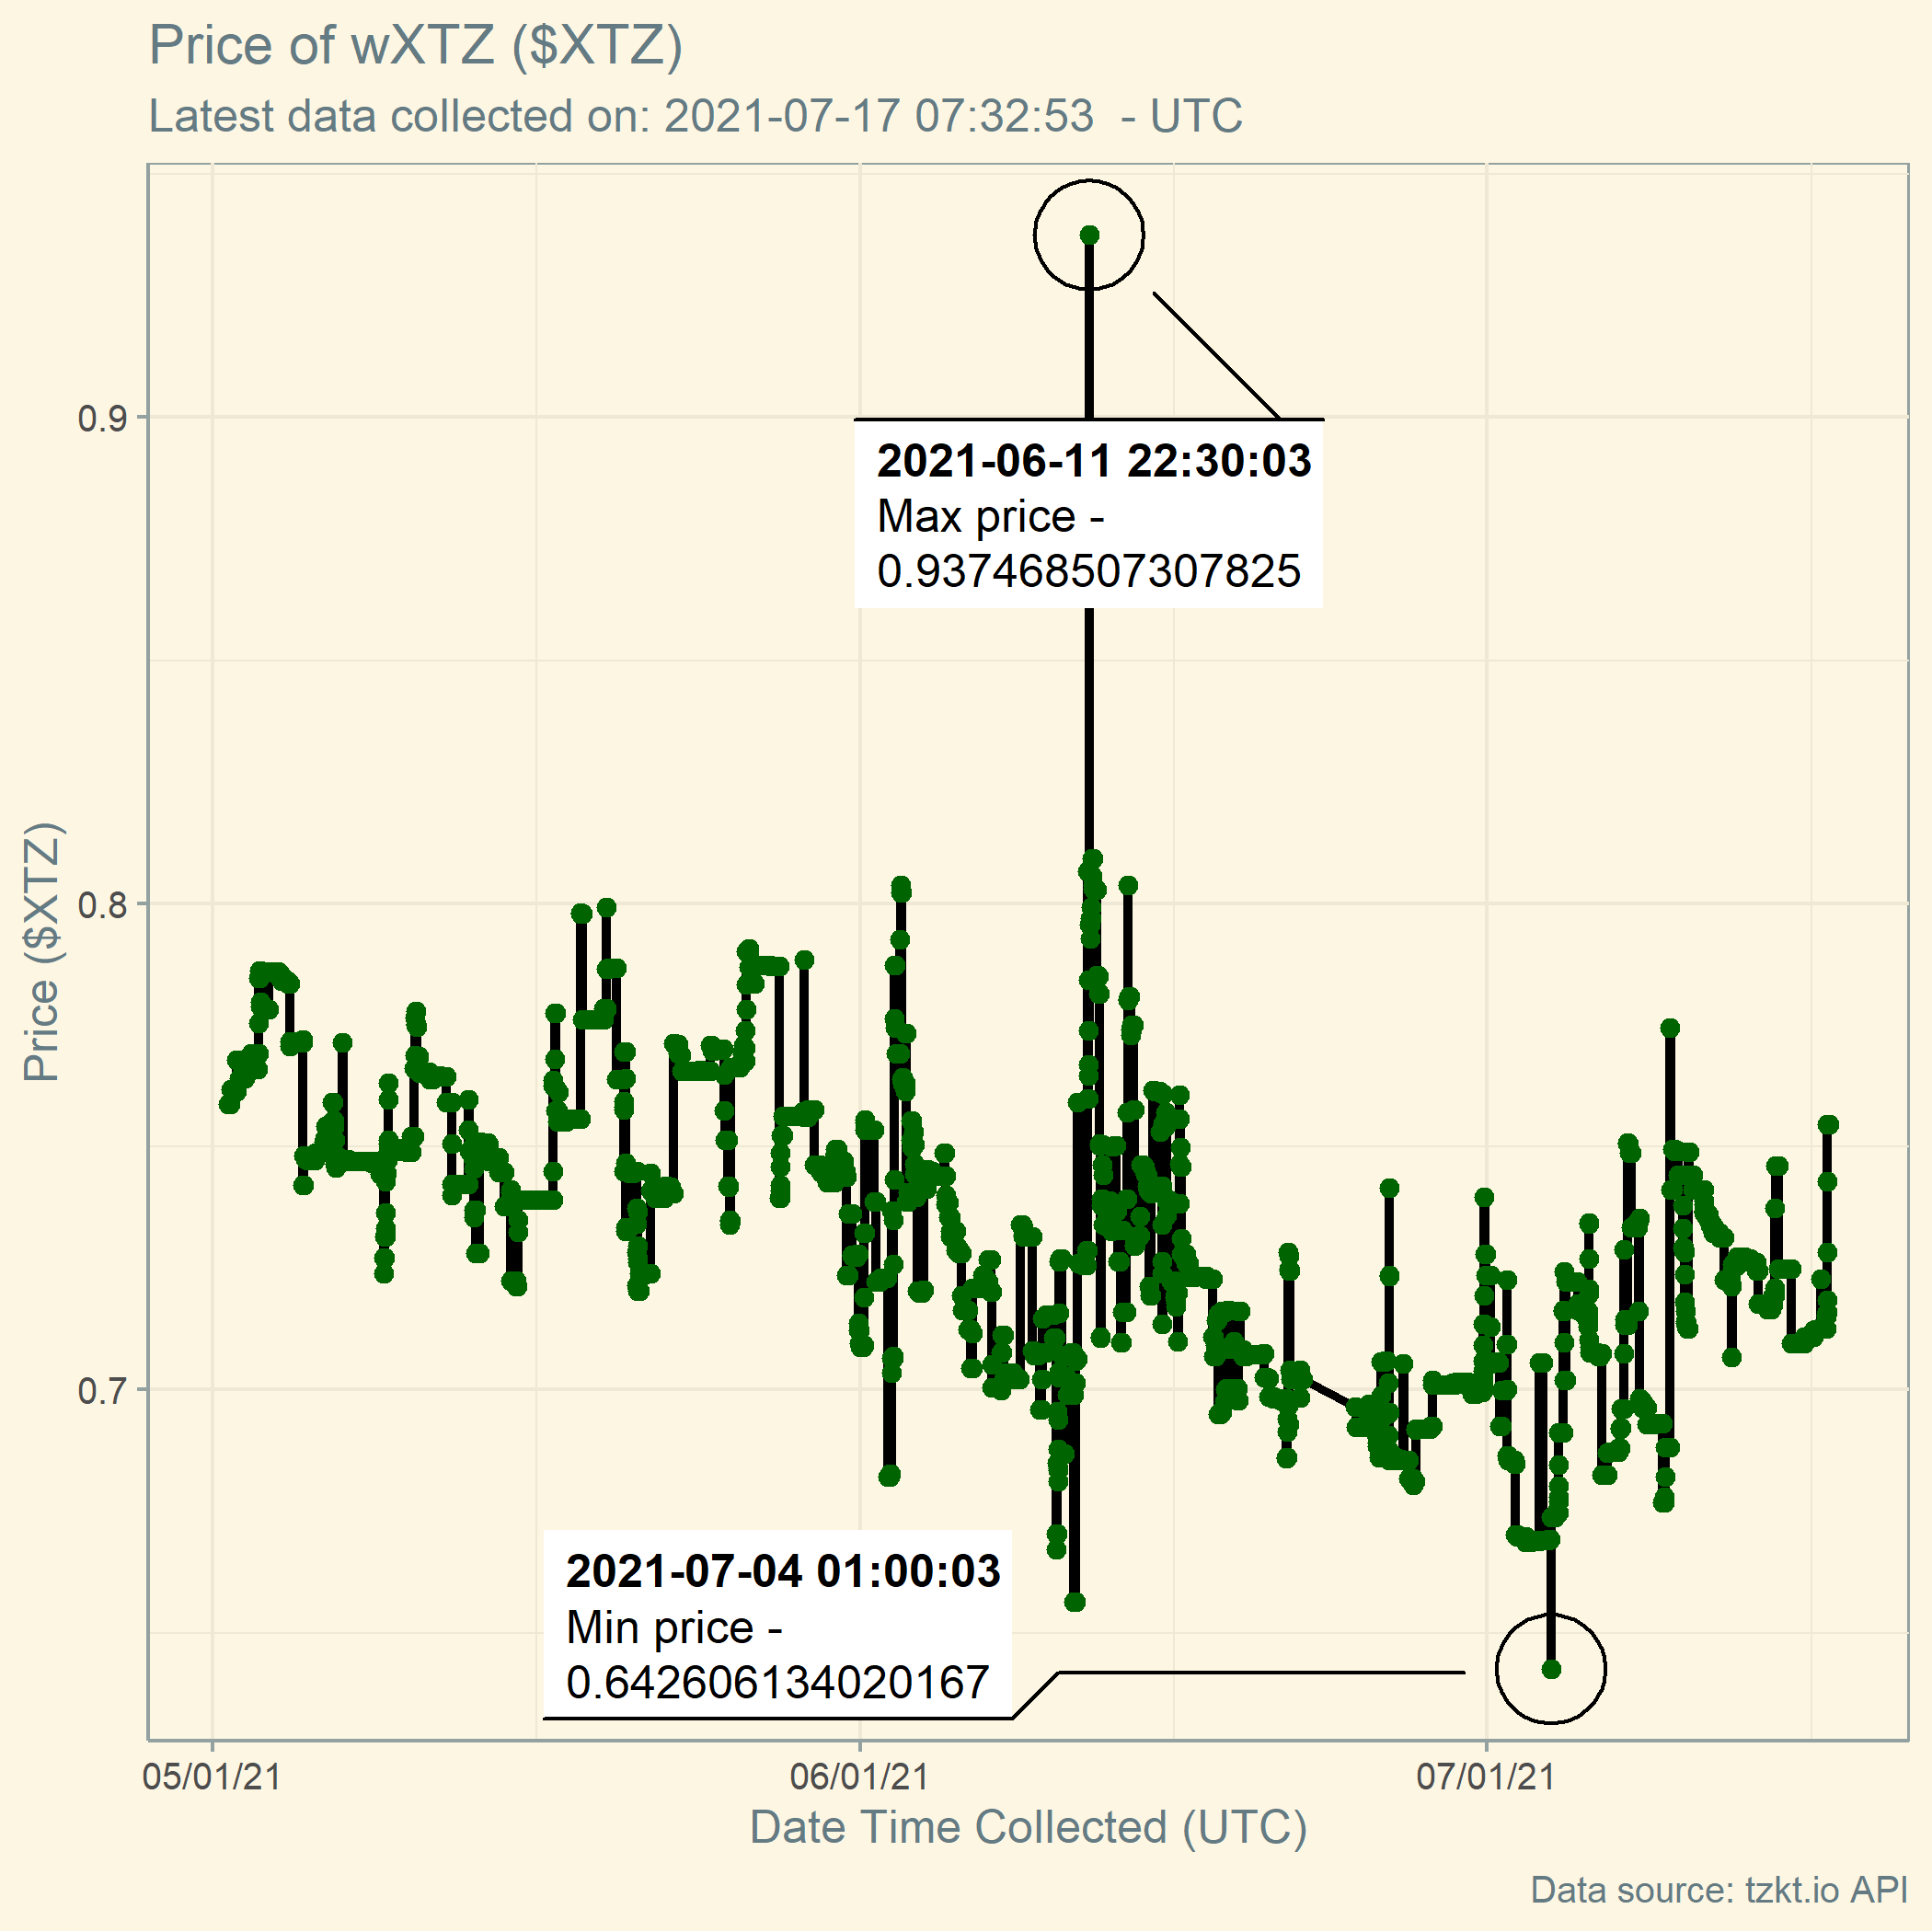 Price of wXTZ ($XTZ)
Latest data collected on: 2021-07-17 07:32:53  - UTC
Price ($XTZ)
0.9
0.8
0.7
2021-06-11 22:30:03
Max price -
0.937468507307825
2021-07-04 01:00:03
Min price -
0.642606134020167
05/01/21
06/01/21
07/01/21
Date Time Collected (UTC)
Data source: tzkt.io API